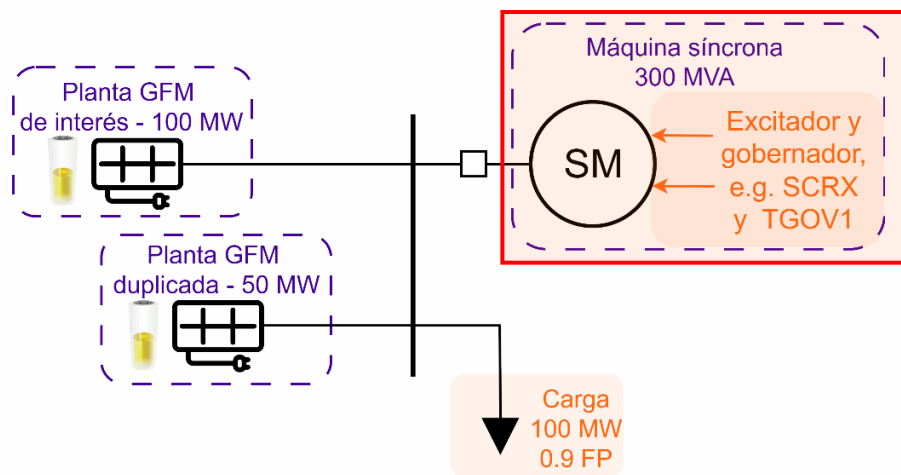 Máquina síncrona
300 MVA
Planta GFM
de interés - 100 MW
SM
Excitador y
gobernador,
e.g. SCRX
y TGOV1
Planta GFM
duplicada - 50 MW
Carga
100 MW
0.9 FP